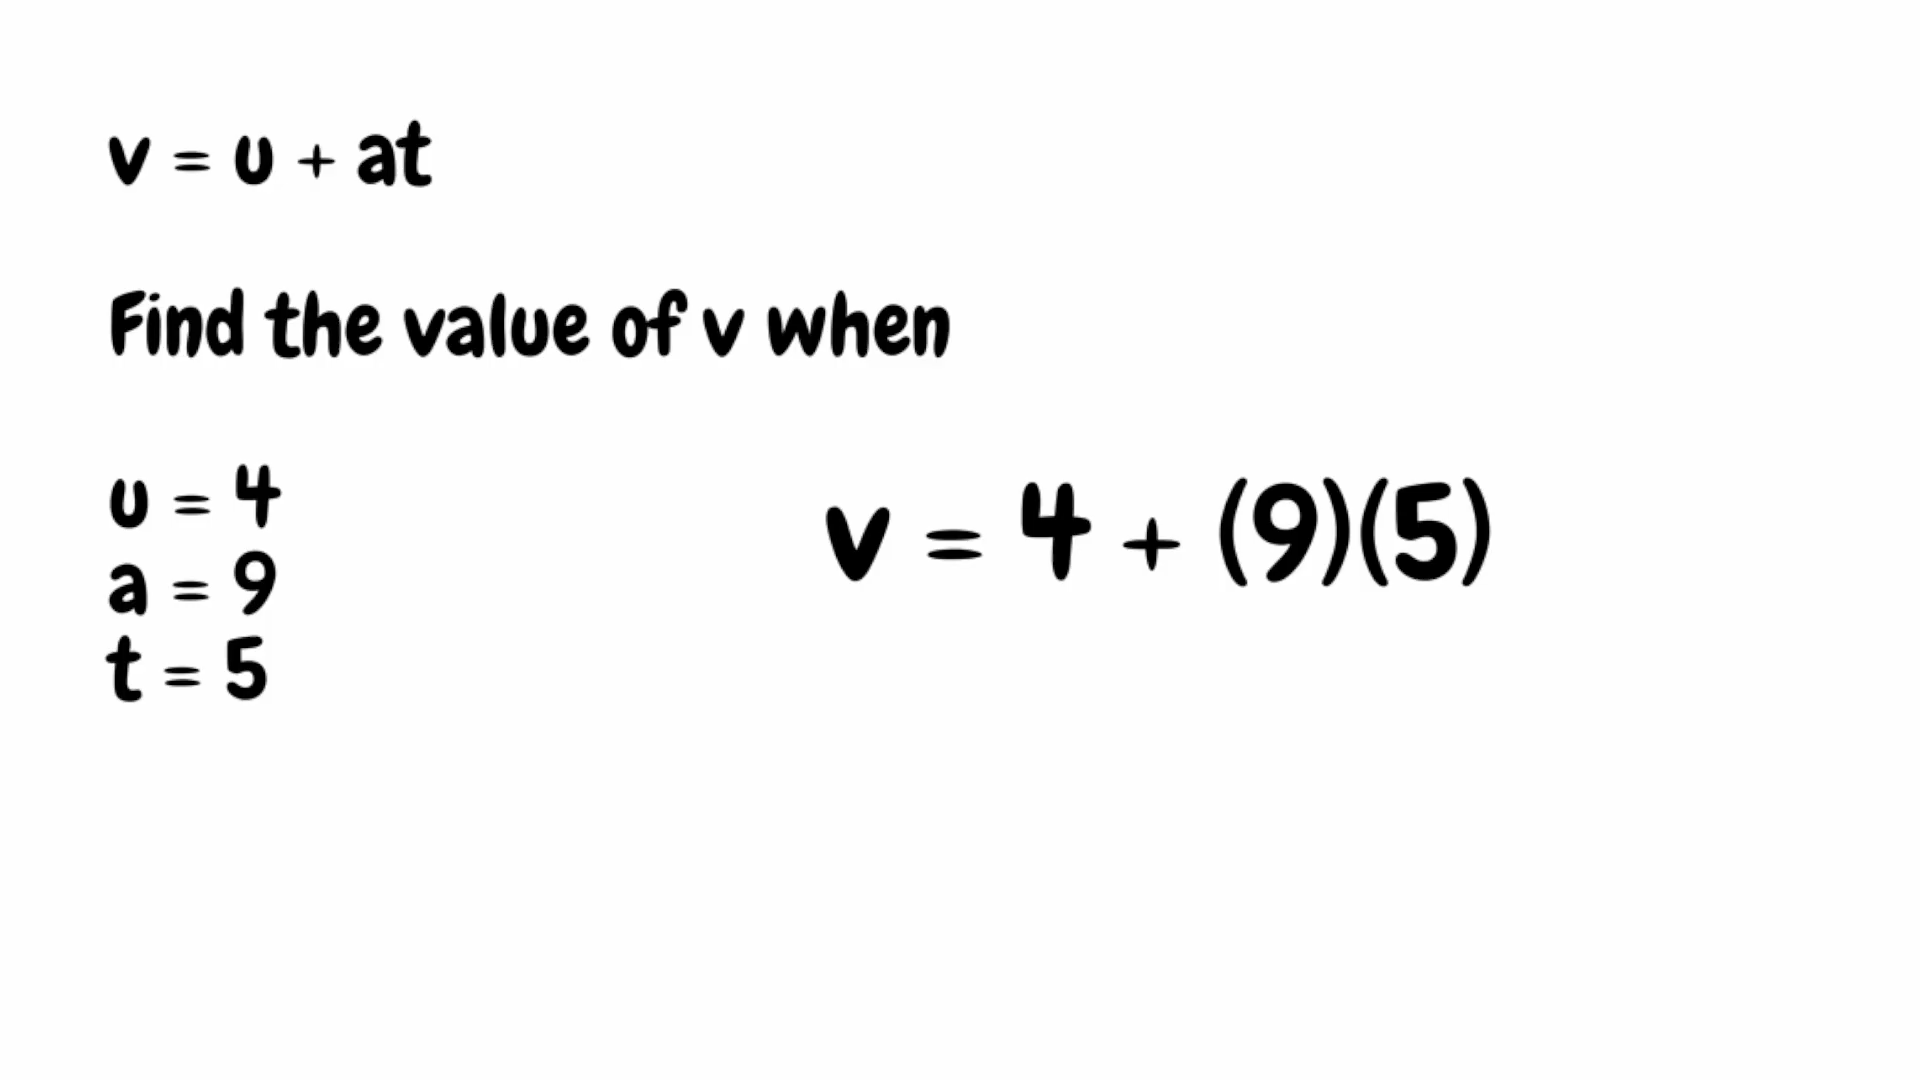 v = u + at
Find the value of v when
u = 4
a = 9
t = 5
v = 4 + (9)(5)